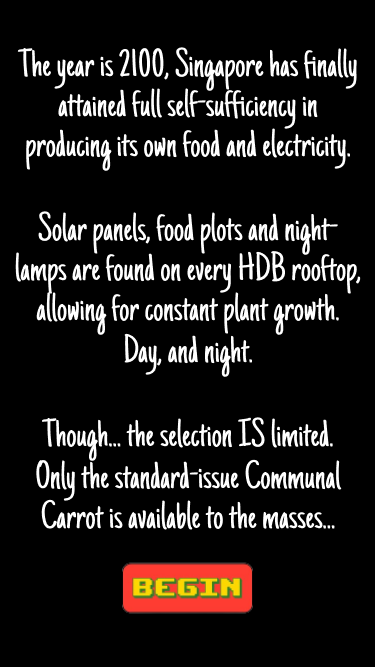 The year is 2100, Singapore has finally
attained full self-sufficiency in
producing its own food and electricity.
Solar panels, food plots and night-
lamps are found on every HDB rooftop,
allowing for constant plant growth.
Day, and night.
Though... the selection IS limited.
Only the standard-issue Communal
Carrot is available to the masses...
BEGIN